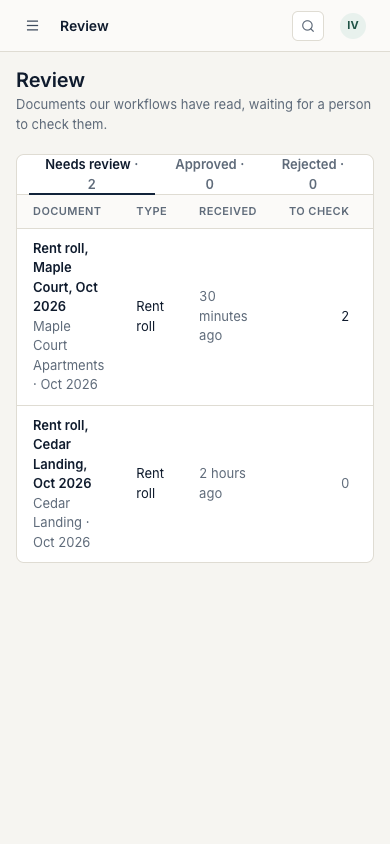 Review
IV
Review
Documents our workflows have read, waiting for a person
to check them.
Needs review ·
2
Approved ·
0
Rejected ·
0
DOCUMENT
TYPE
RECEIVED
TO CHECK
Rent roll,
Maple
Court, Oct
2026
Maple
Court
Apartments
· Oct 2026
Rent
roll
30
minutes
ago
2
Rent roll,
Cedar
Landing,
Oct 2026
Cedar
Landing ·
Oct 2026
Rent
roll
2 hours
ago
0